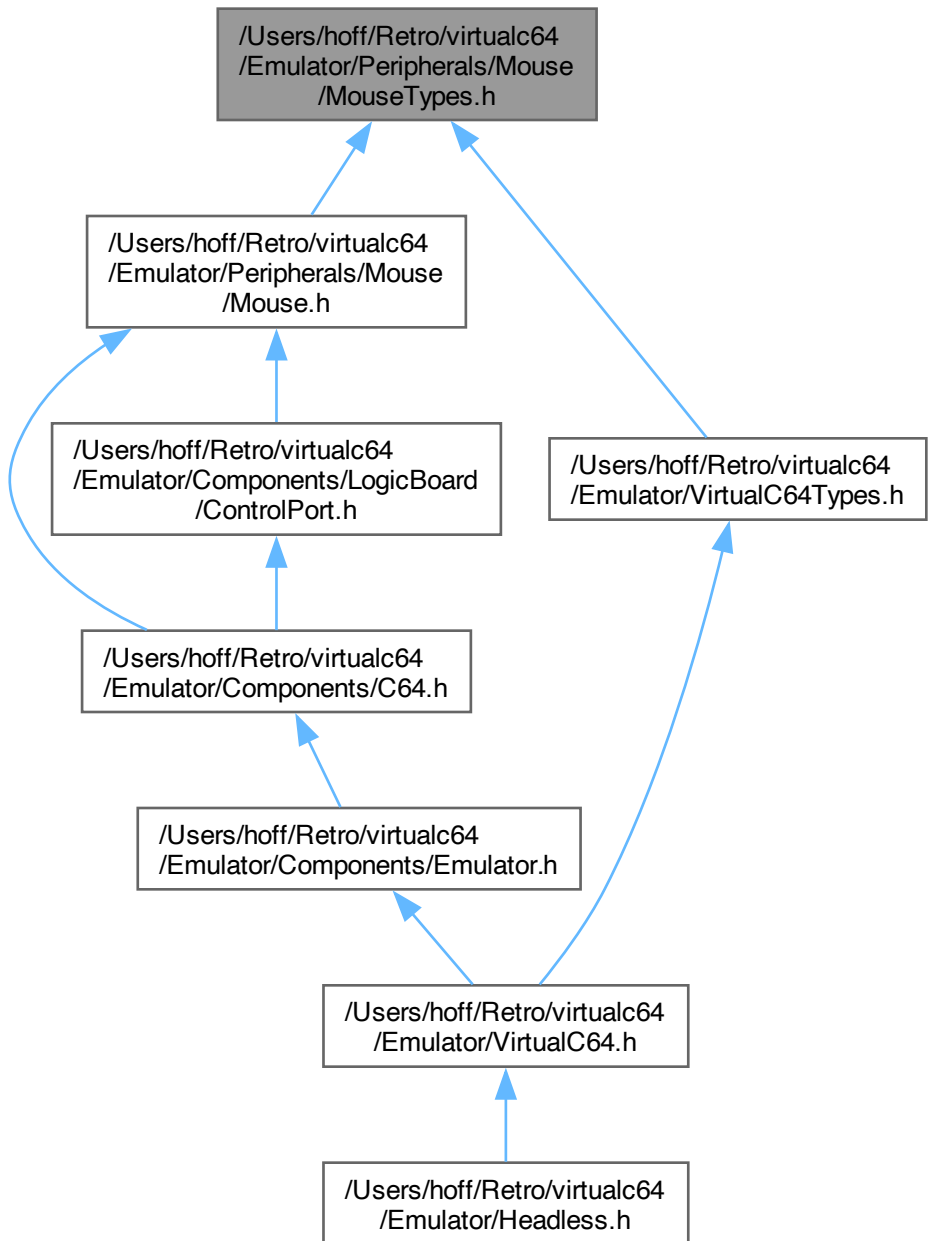 /Users/hoff/Retro/virtualc64
/Emulator/Peripherals/Mouse
/MouseTypes.h
/Users/hoff/Retro/virtualc64
/Emulator/Peripherals/Mouse
/Mouse.h
/Users/hoff/Retro/virtualc64
/Emulator/Components/LogicBoard
/ControlPort.h
/Users/hoff/Retro/virtualc64
/Emulator/VirtualC64Types.h
/Users/hoff/Retro/virtualc64
/Emulator/Components/C64.h
/Users/hoff/Retro/virtualc64
/Emulator/Components/Emulator.h
/Users/hoff/Retro/virtualc64
/Emulator/VirtualC64.h
/Users/hoff/Retro/virtualc64
/Emulator/Headless.h